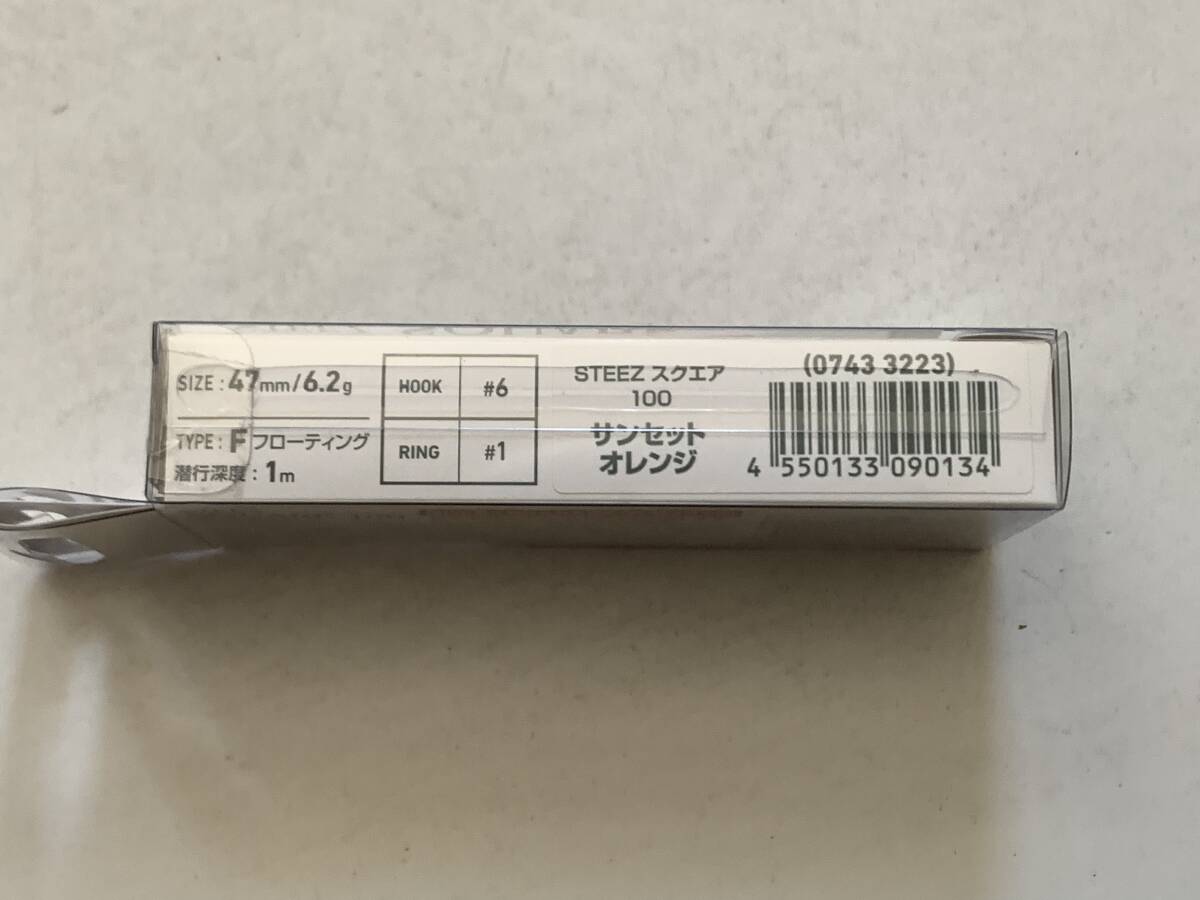 SIZE : 47mm/6.2g
TYPE : F フローティング
潜行深度 : 1m
HOOK #6
RING #1
STEEZ スクエア
100
サンセット
オレンジ
(0743 3223)
4 550133 090134